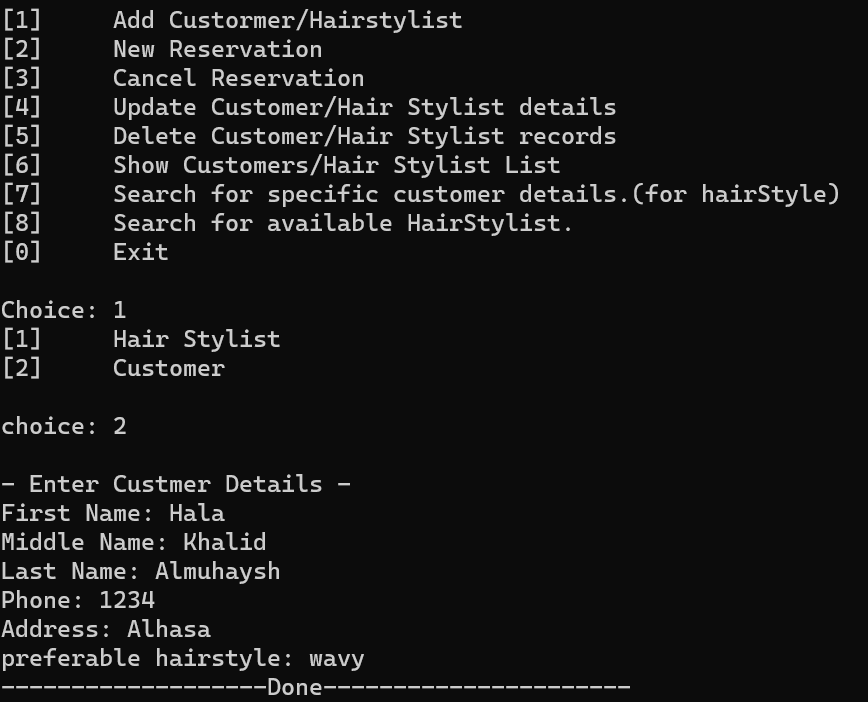 [1]     Add Custormer/Hairstylist
[2]     New Reservation
[3]     Cancel Reservation
[4]     Update Customer/Hair Stylist details
[5]     Delete Customer/Hair Stylist records
[6]     Show Customers/Hair Stylist List
[7]     Search for specific customer details.(for hairStyle)
[8]     Search for available HairStylist.
[0]     Exit
Choice: 1
[1]     Hair Stylist
[2]     Customer
choice: 2
- Enter Custmer Details -
First Name: Hala
Middle Name: Khalid
Last Name: Almuhaysh
Phone: 1234
Address: Alhasa
preferable hairstyle: wavy
-------------------Done----------------------